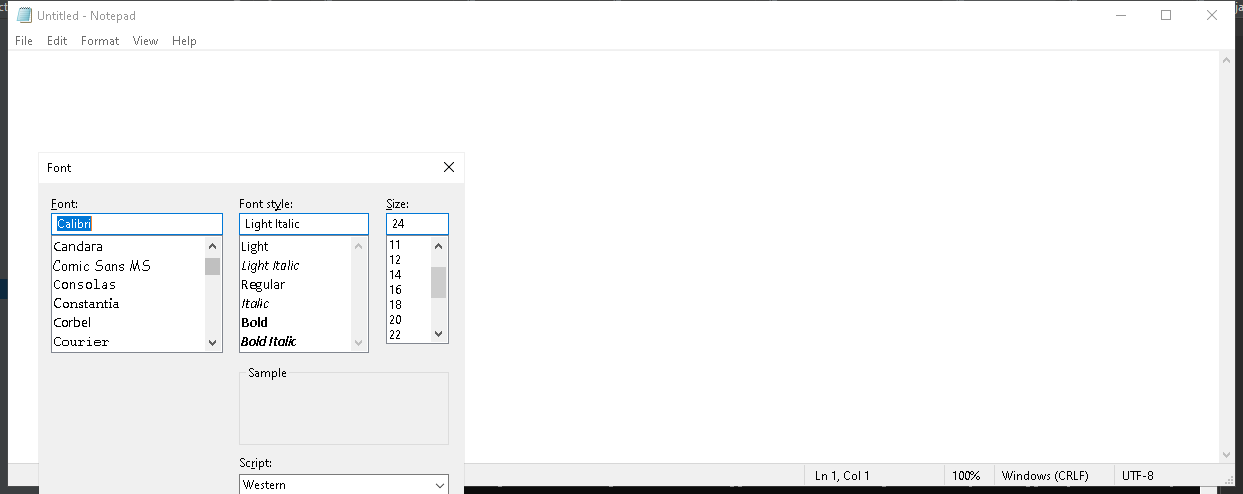 Untitled - Notepad
File Edit Format View Help
Font
Font: Font style: Size:
Calibri Light Italic 24
Candara Light 11
Comic Sans MS Light Italic 12
Consolas Regular 14
Constantia Italic 16
Corbel Bold 18
Courier Bold Italic 20
22
Sample
Script:
Western
Ln 1, Col 1 100% Windows (CRLF) UTF-8